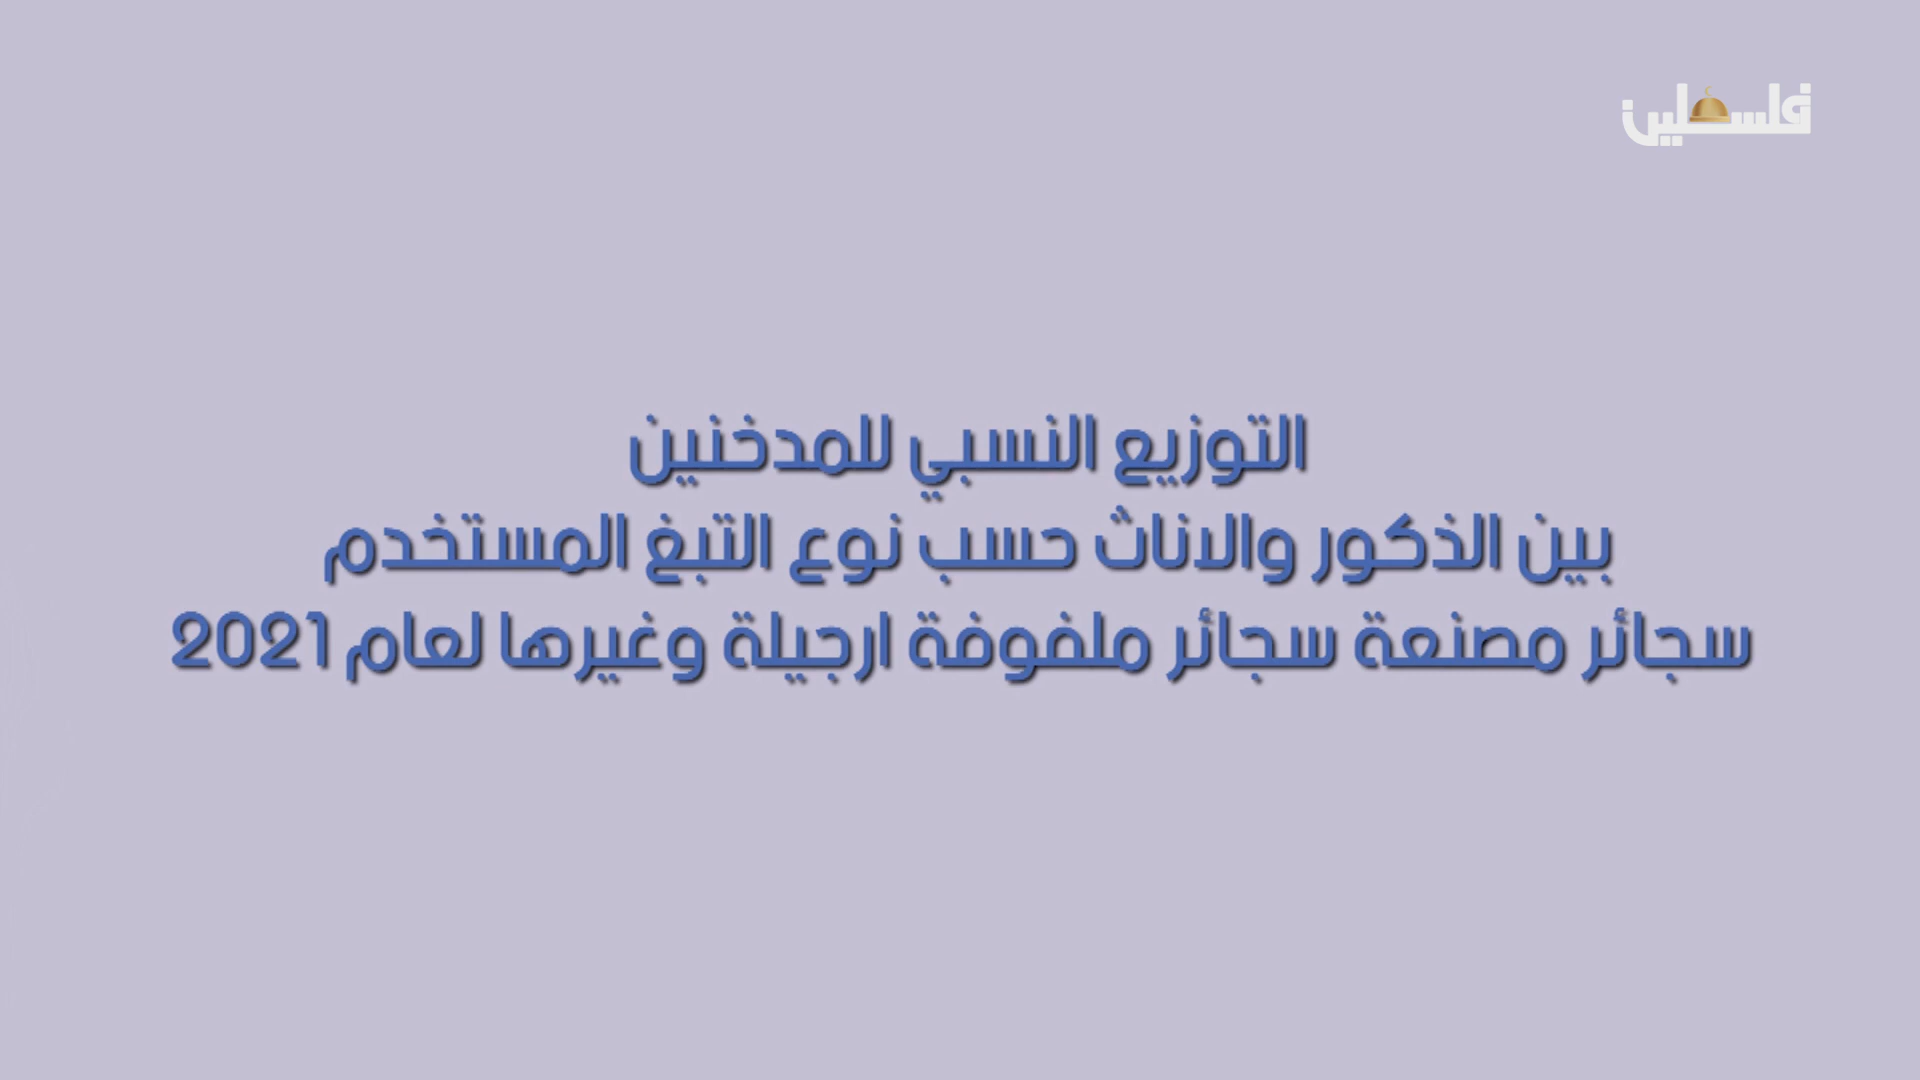 فلسطين
التوزيع النسبي للمدخنين
بين الذكور والاناث حسب نوع التبغ المستخدم
سجائر مصنعة سجائر ملفوفة ارجيلة وغيرها لعام 2021